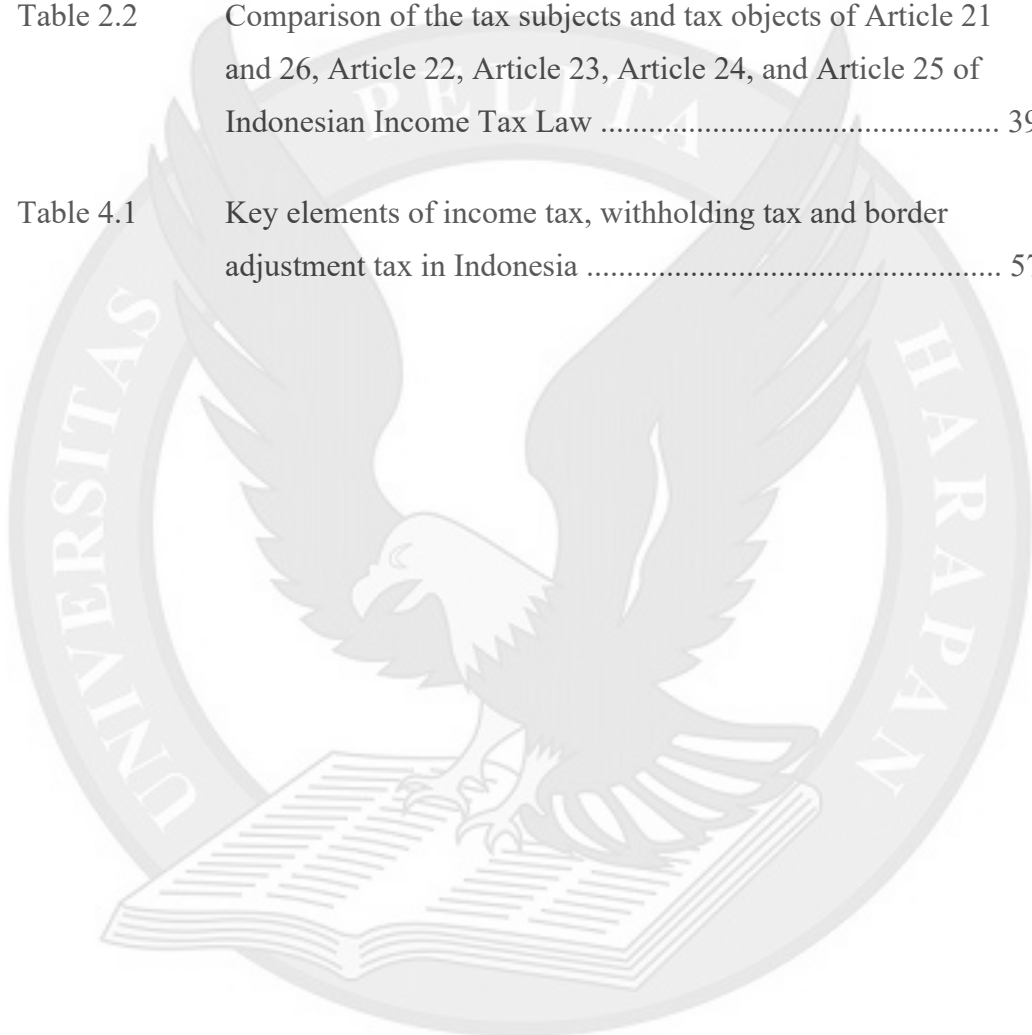 Table 2.2 Comparison of the tax subjects and tax objects of Article 21
and 26, Article 22, Article 23, Article 24, and Article 25 of
Indonesian Income Tax Law ............................................... 39
Table 4.1 Key elements of income tax, withholding tax and border
adjustment tax in Indonesia ................................................. 57
UNIVERSITAS PELITA HARAPAN